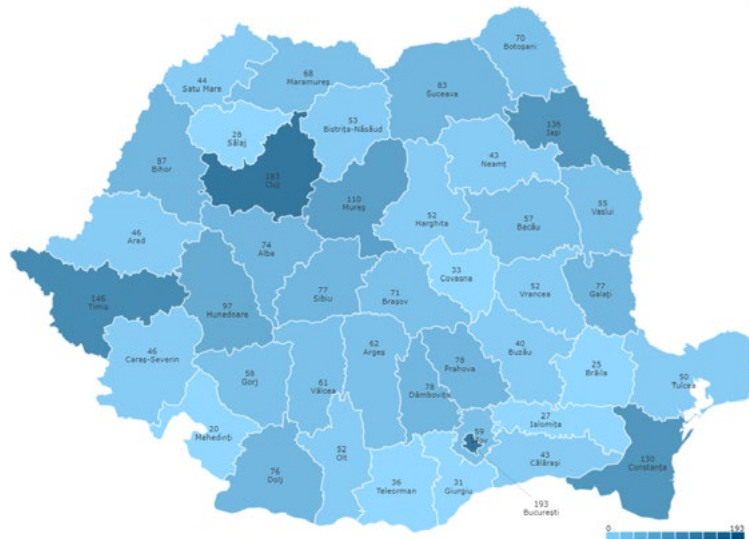 70
Botoșani
44
Satu Mare
68
Maramureș
83
Suceava
138
Iași
28
Sălaj
53
Bistrița-Năsăud
43
Neamț
87
Bihor
Cluj
110
Mureș
52
Harghita
57
Bacău
55
Vaslui
46
Arad
74
Alba
33
Covasna
52
Vrancea
77
Galați
146
Timiș
97
Hunedoara
77
Sibiu
71
Brașov
46
Caraș-Severin
58
Gorj
61
Vâlcea
62
Argeș
78
Dâmbovița
78
Prahova
40
Buzău
25
Brăila
50
Tulcea
20
Mehedinți
76
Dolj
52
Olt
36
Teleorman
31
Giurgiu
59
27
Ialomița
43
Călărași
130
Constanța
193
București
0
193